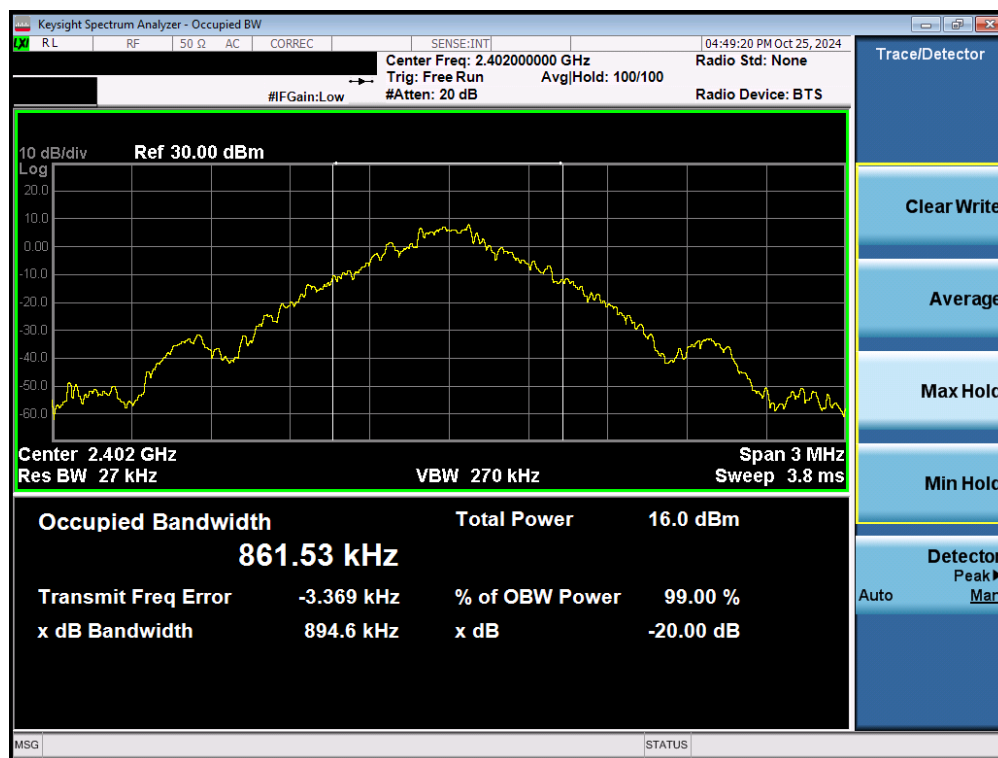 Keysight Spectrum Analyzer - Occupied BW
LXI RL RF 50 Ω AC CORREC SENSE:INT 04:49:20 PM Oct 25, 2024
Center Freq: 2.402000000 GHz Radio Std: None
Trig: Free Run Avg|Hold: 100/100
#IFGain:Low #Atten: 20 dB Radio Device: BTS
10 dB/div Ref 30.00 dBm
Log
20.0
10.0
0.00
-10.0
-20.0
-30.0
-40.0
-50.0
-60.0
Center 2.402 GHz Span 3 MHz
Res BW 27 kHz VBW 270 kHz Sweep 3.8 ms
Occupied Bandwidth Total Power 16.0 dBm
861.53 kHz
Transmit Freq Error -3.369 kHz % of OBW Power 99.00 %
x dB Bandwidth 894.6 kHz x dB -20.00 dB
MSG STATUS
Trace/Detector
Clear Write
Average
Max Hold
Min Hold
Detector
Peak
Auto Man